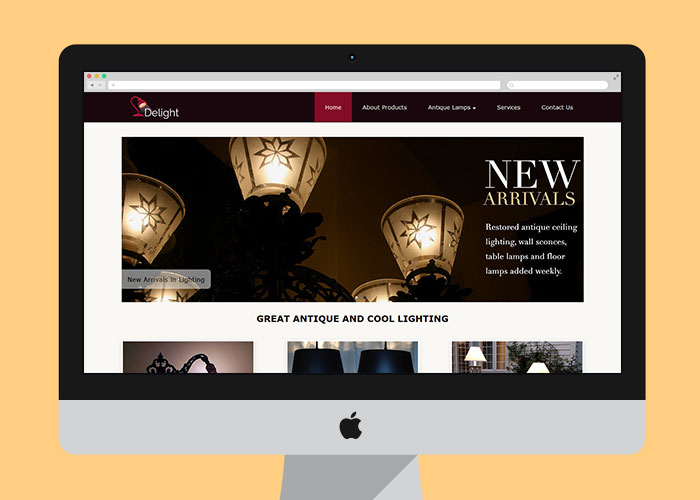 Delight
Home
About Products
Antique Lamps
Services
Contact Us
NEW
ARRIVALS
Restored antique ceiling
lighting, wall sconces,
table lamps and floor
lamps added weekly.
New Arrivals In Lighting
GREAT ANTIQUE AND COOL LIGHTING